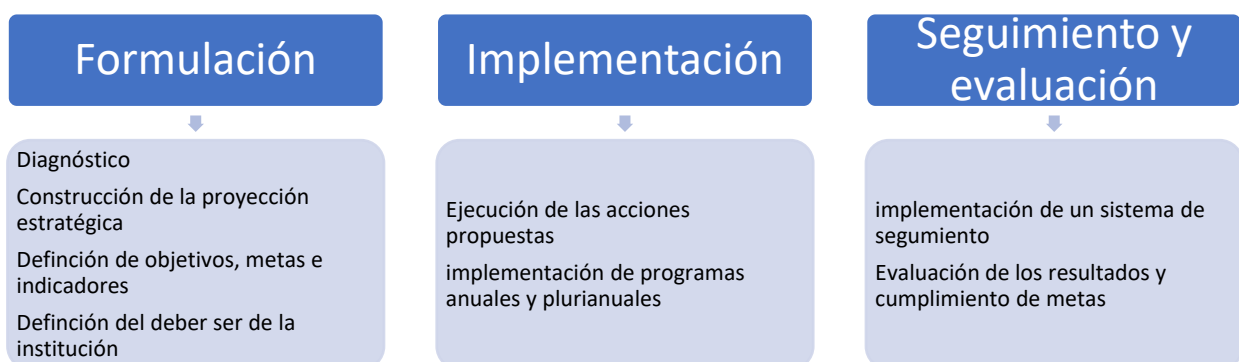 Formulación
Diagnóstico
Construcción de la proyección
estratégica
Definción de objetivos, metas e
indicadores
Definción del deber ser de la
institución
Implementación
Ejecución de las acciones
propuestas
implementación de programas
anuales y plurianuales
Seguimiento y
evaluación
implementación de un sistema de
segumiento
Evaluación de los resultados y
cumplimiento de metas